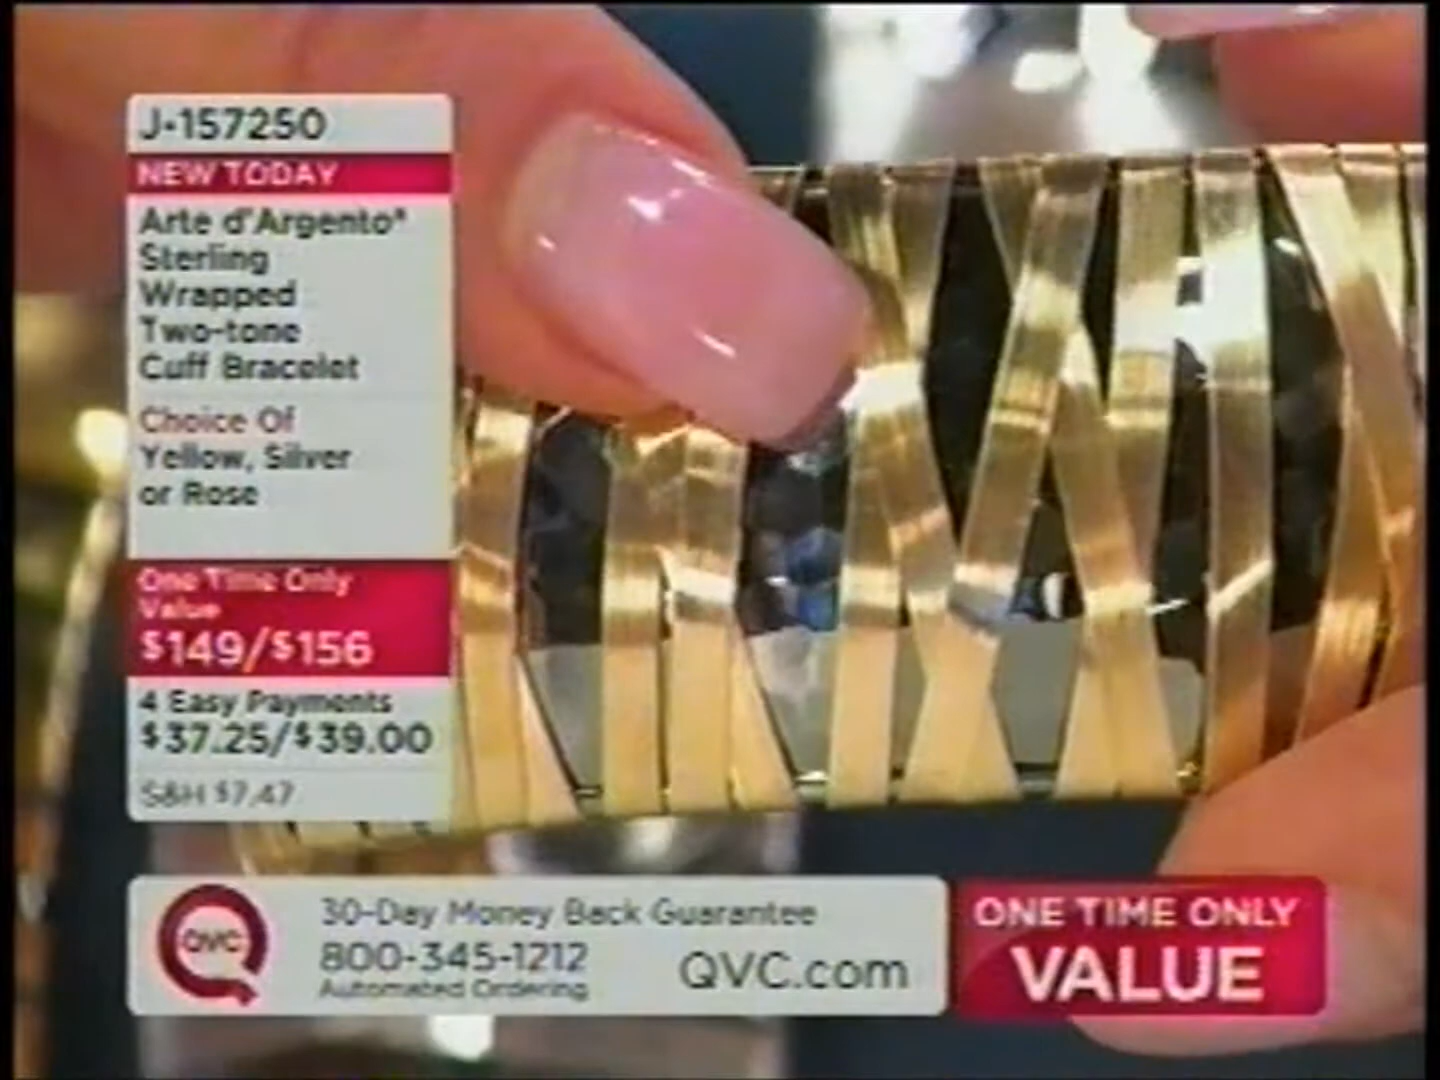 J-157250
NEW TODAY
Arte d'Argento*
Sterling
Wrapped
Two-tone
Cuff Bracelet
Choice Of
Yellow, Silver
or Rose
One Time Only
Value
$149/$156
4 Easy Payments
$37.25/$39.00
S&H $7.47
QVC
30-Day Money Back Guarantee
800-345-1212
Automated Ordering
QVC.com
ONE TIME ONLY
VALUE